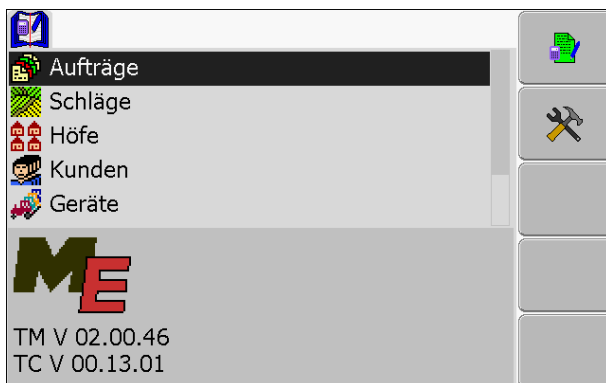 Aufträge
Schläge
Höfe
Kunden
Geräte
ME
TM V 02.00.46
TC V 00.13.01